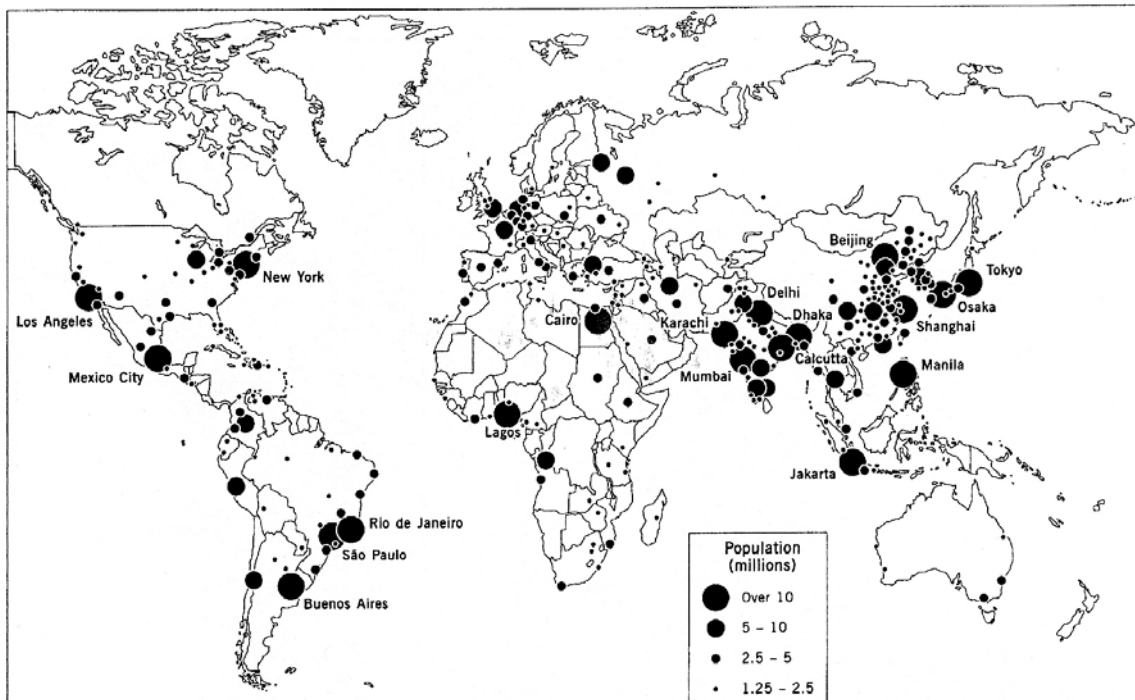 New York
Los Angeles
Mexico City
Rio de Janeiro
São Paulo
Buenos Aires
Cairo
Lagos
Karachi
Delhi
Dhaka
Mumbai
Calcutta
Beijing
Tokyo
Osaka
Shanghai
Manila
Jakarta
Population
(millions)
Over 10
5 – 10
2.5 – 5
1.25 – 2.5